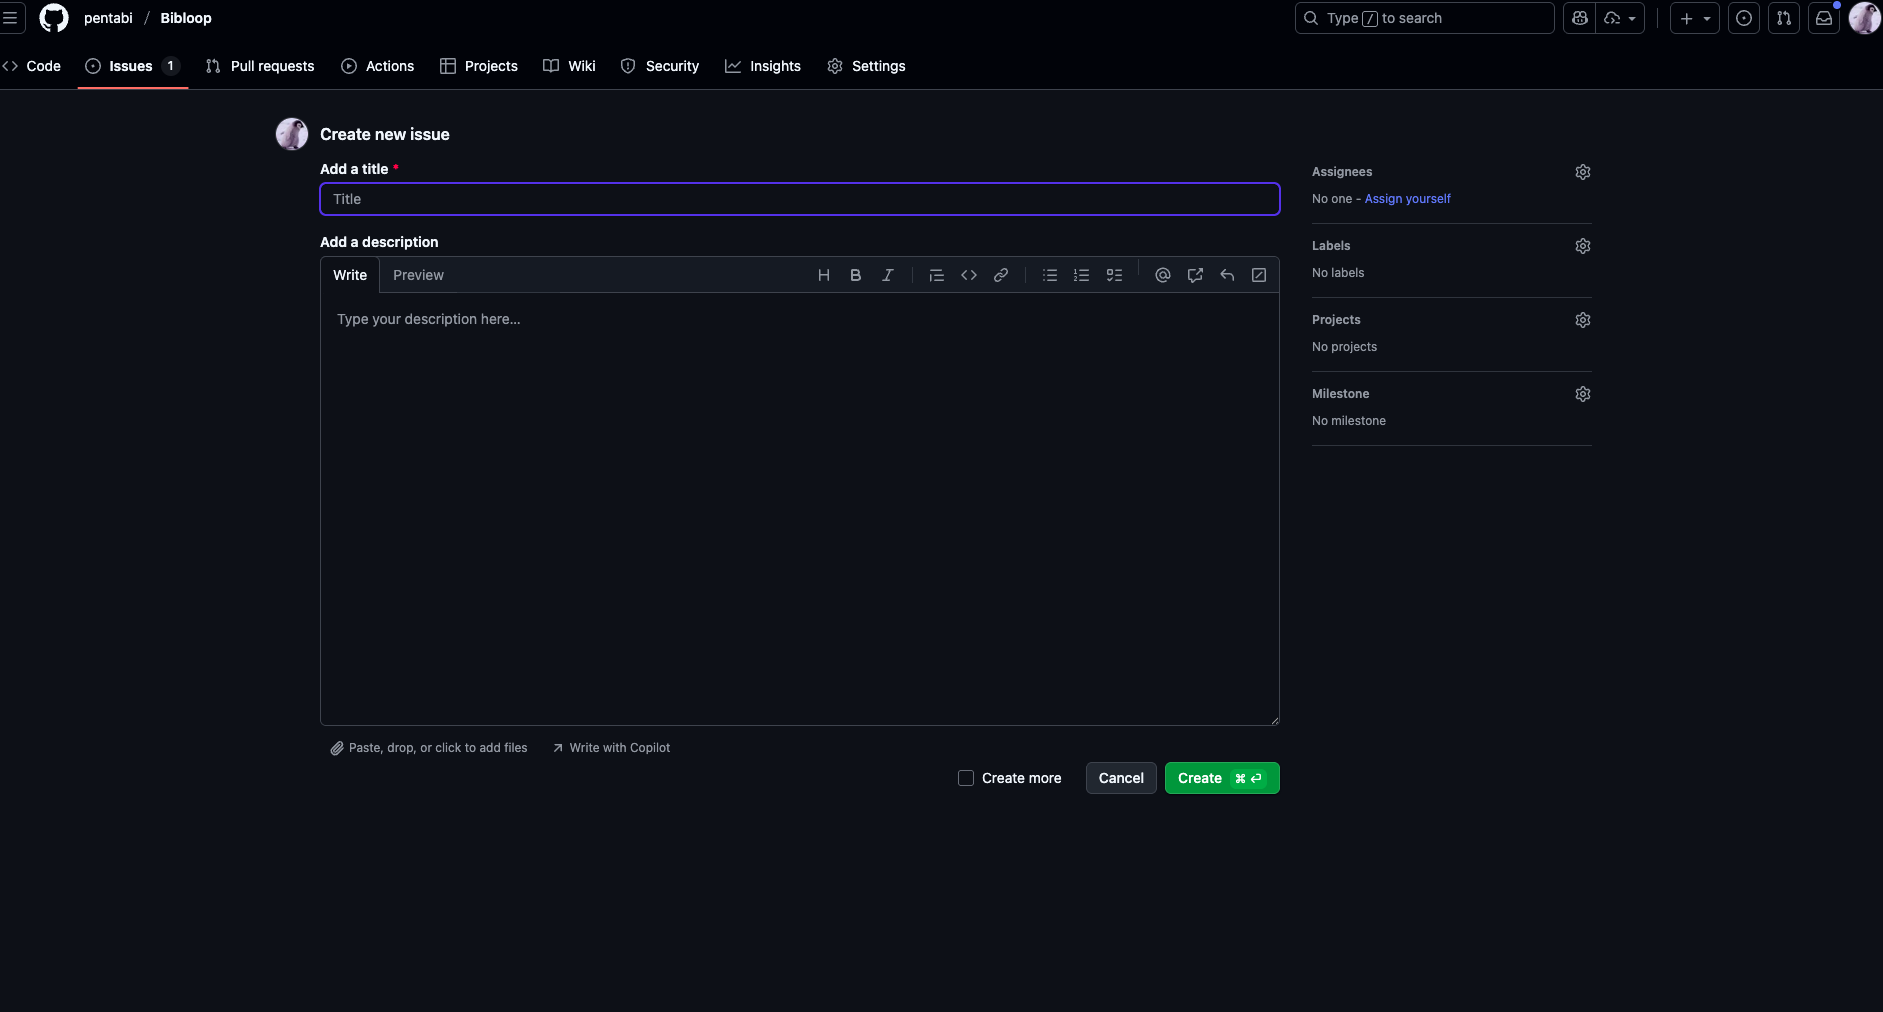 pentabi / Bibloop
Type / to search
Code
Issues 1
Pull requests
Actions
Projects
Wiki
Security
Insights
Settings
Create new issue
Add a title *
Title
Add a description
Write
Preview
H B I
Type your description here...
Paste, drop, or click to add files
Write with Copilot
Create more
Cancel
Create ⌘ ↵
Assignees
No one - Assign yourself
Labels
No labels
Projects
No projects
Milestone
No milestone